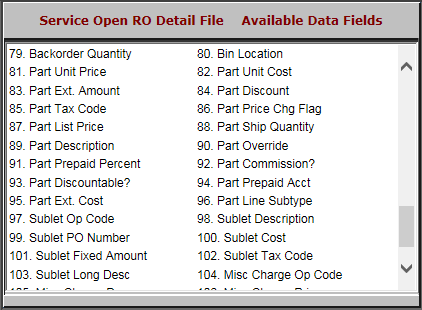 Service Open RO Detail File    Available Data Fields
79. Backorder Quantity    80. Bin Location
81. Part Unit Price    82. Part Unit Cost
83. Part Ext. Amount    84. Part Discount
85. Part Tax Code    86. Part Price Chg Flag
87. Part List Price    88. Part Ship Quantity
89. Part Description    90. Part Override
91. Part Prepaid Percent    92. Part Commission?
93. Part Discountable?    94. Part Prepaid Acct
95. Part Ext. Cost    96. Part Line Subtype
97. Sublet Op Code    98. Sublet Description
99. Sublet PO Number    100. Sublet Cost
101. Sublet Fixed Amount    102. Sublet Tax Code
103. Sublet Long Desc    104. Misc Charge Op Code